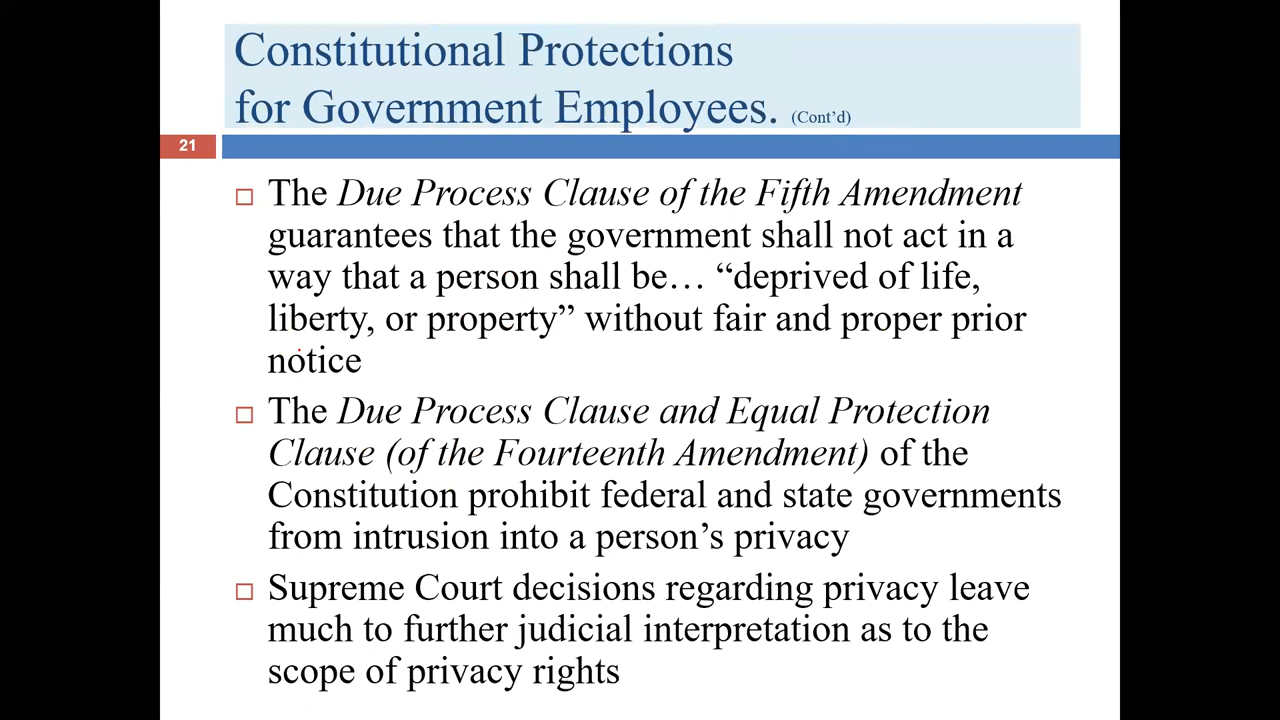 Constitutional Protections
for Government Employees. (Cont’d)
21
The Due Process Clause of the Fifth Amendment
guarantees that the government shall not act in a
way that a person shall be… “deprived of life,
liberty, or property” without fair and proper prior
notice
The Due Process Clause and Equal Protection
Clause (of the Fourteenth Amendment) of the
Constitution prohibit federal and state governments
from intrusion into a person’s privacy
Supreme Court decisions regarding privacy leave
much to further judicial interpretation as to the
scope of privacy rights